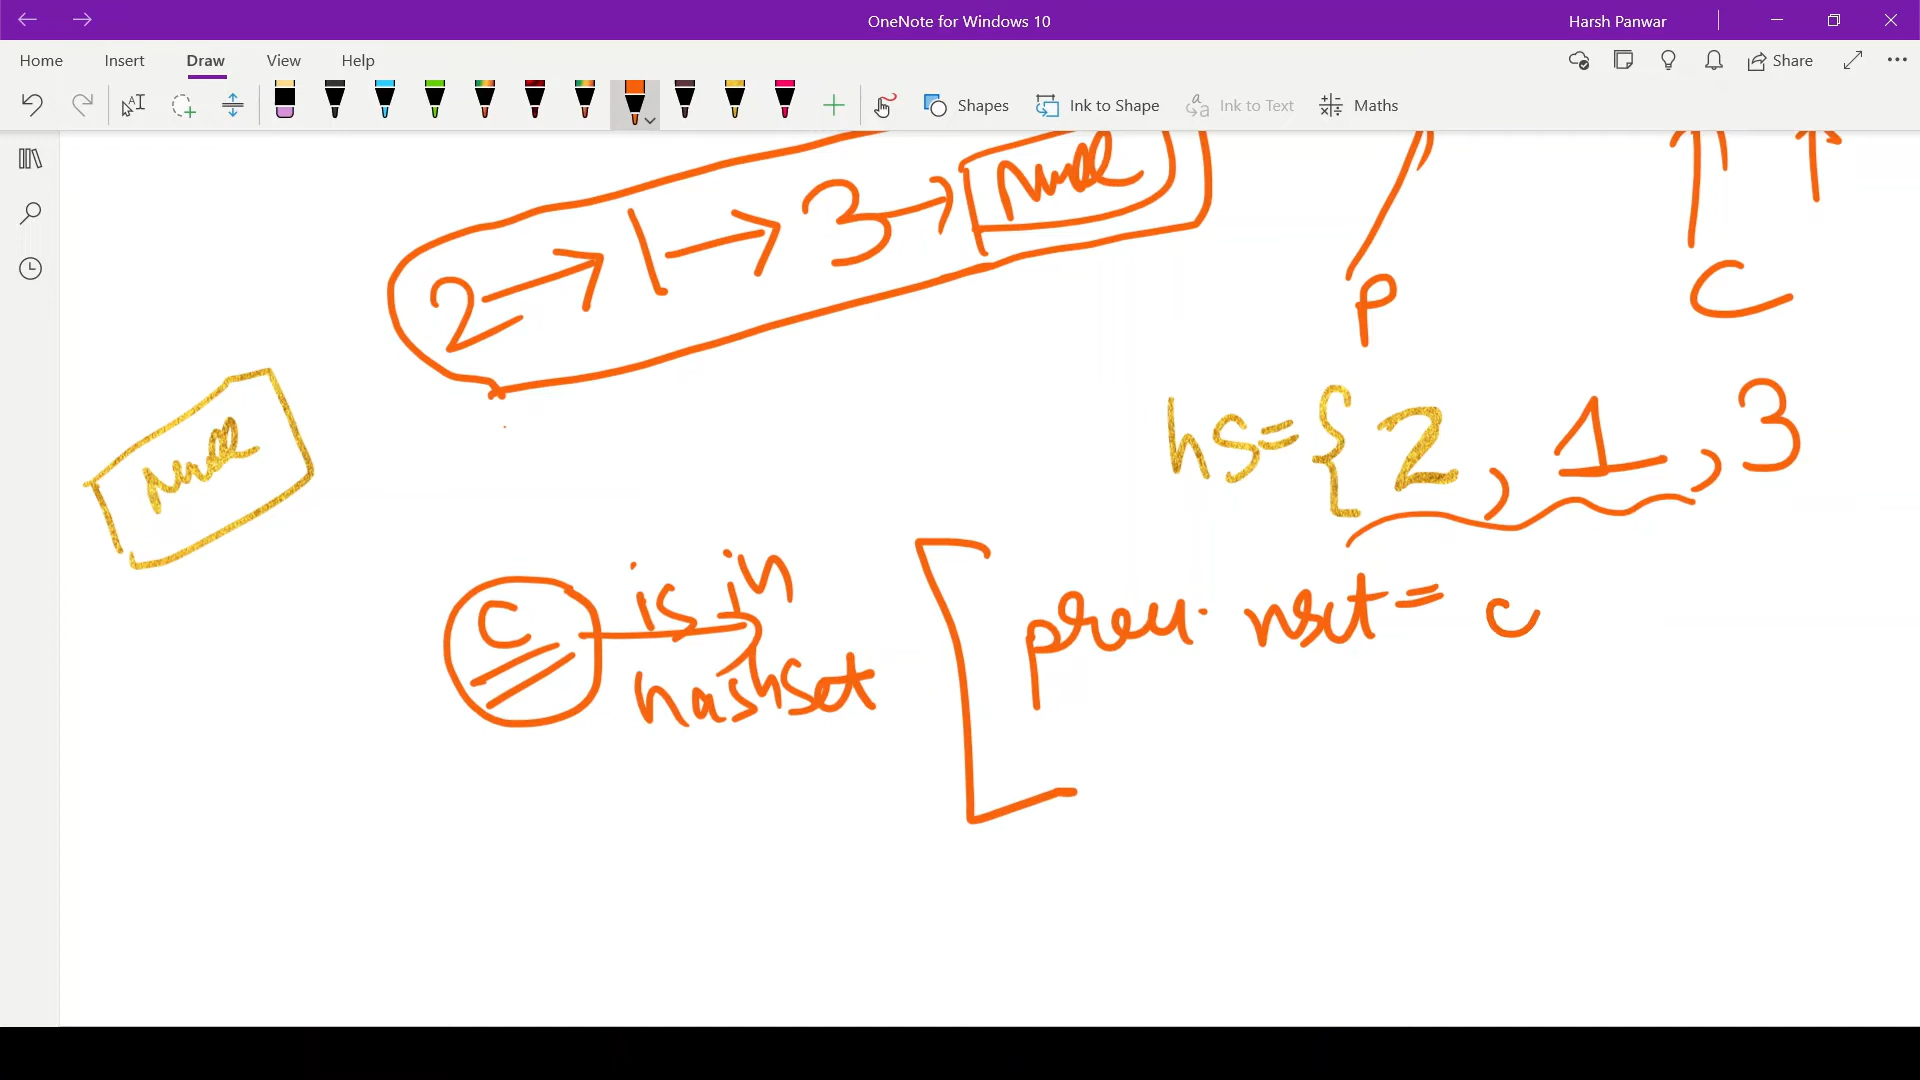 OneNote for Windows 10
Harsh Panwar
Home Insert Draw View Help
Share
Shapes Ink to Shape Ink to Text Maths
2 → 1 → 3 → Null
P
C
hs={2, 1, 3
Null
C is in hashset
prev. next = c